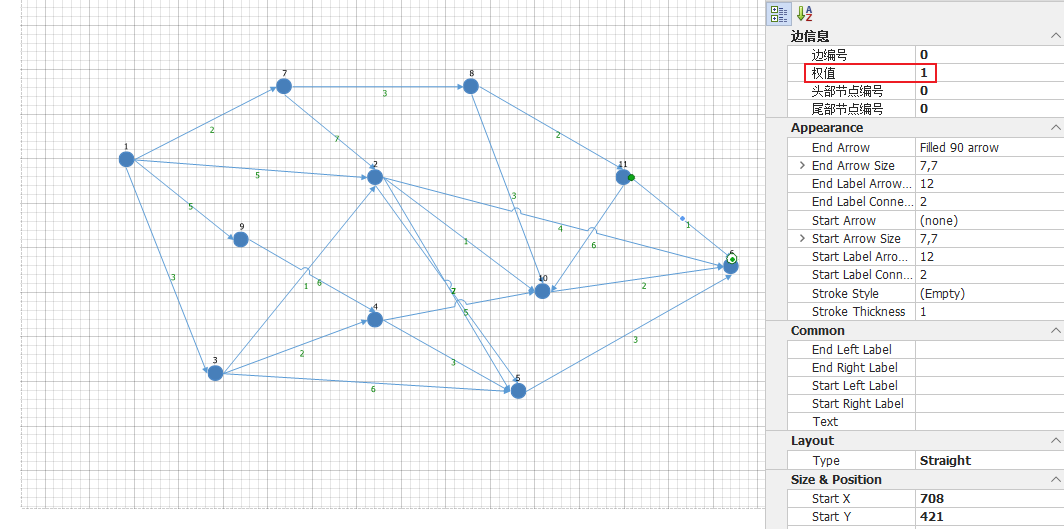 7
8
3
2
2
7
1
11
2
5
3
5
1
9
4
6
1
6
3
1
10
2
4
2
5
2
3
3
3
5
6
边信息
边编号 0
权值 1
头部节点编号 0
尾部节点编号 0
Appearance
End Arrow Filled 90 arrow
End Arrow Size 7,7
End Label Arrow... 12
End Label Conne... 2
Start Arrow (none)
Start Arrow Size 7,7
Start Label Arro... 12
Start Label Conn... 2
Stroke Style (Empty)
Stroke Thickness 1
Common
End Left Label
End Right Label
Start Left Label
Start Right Label
Text
Layout
Type Straight
Size & Position
Start X 708
Start Y 421